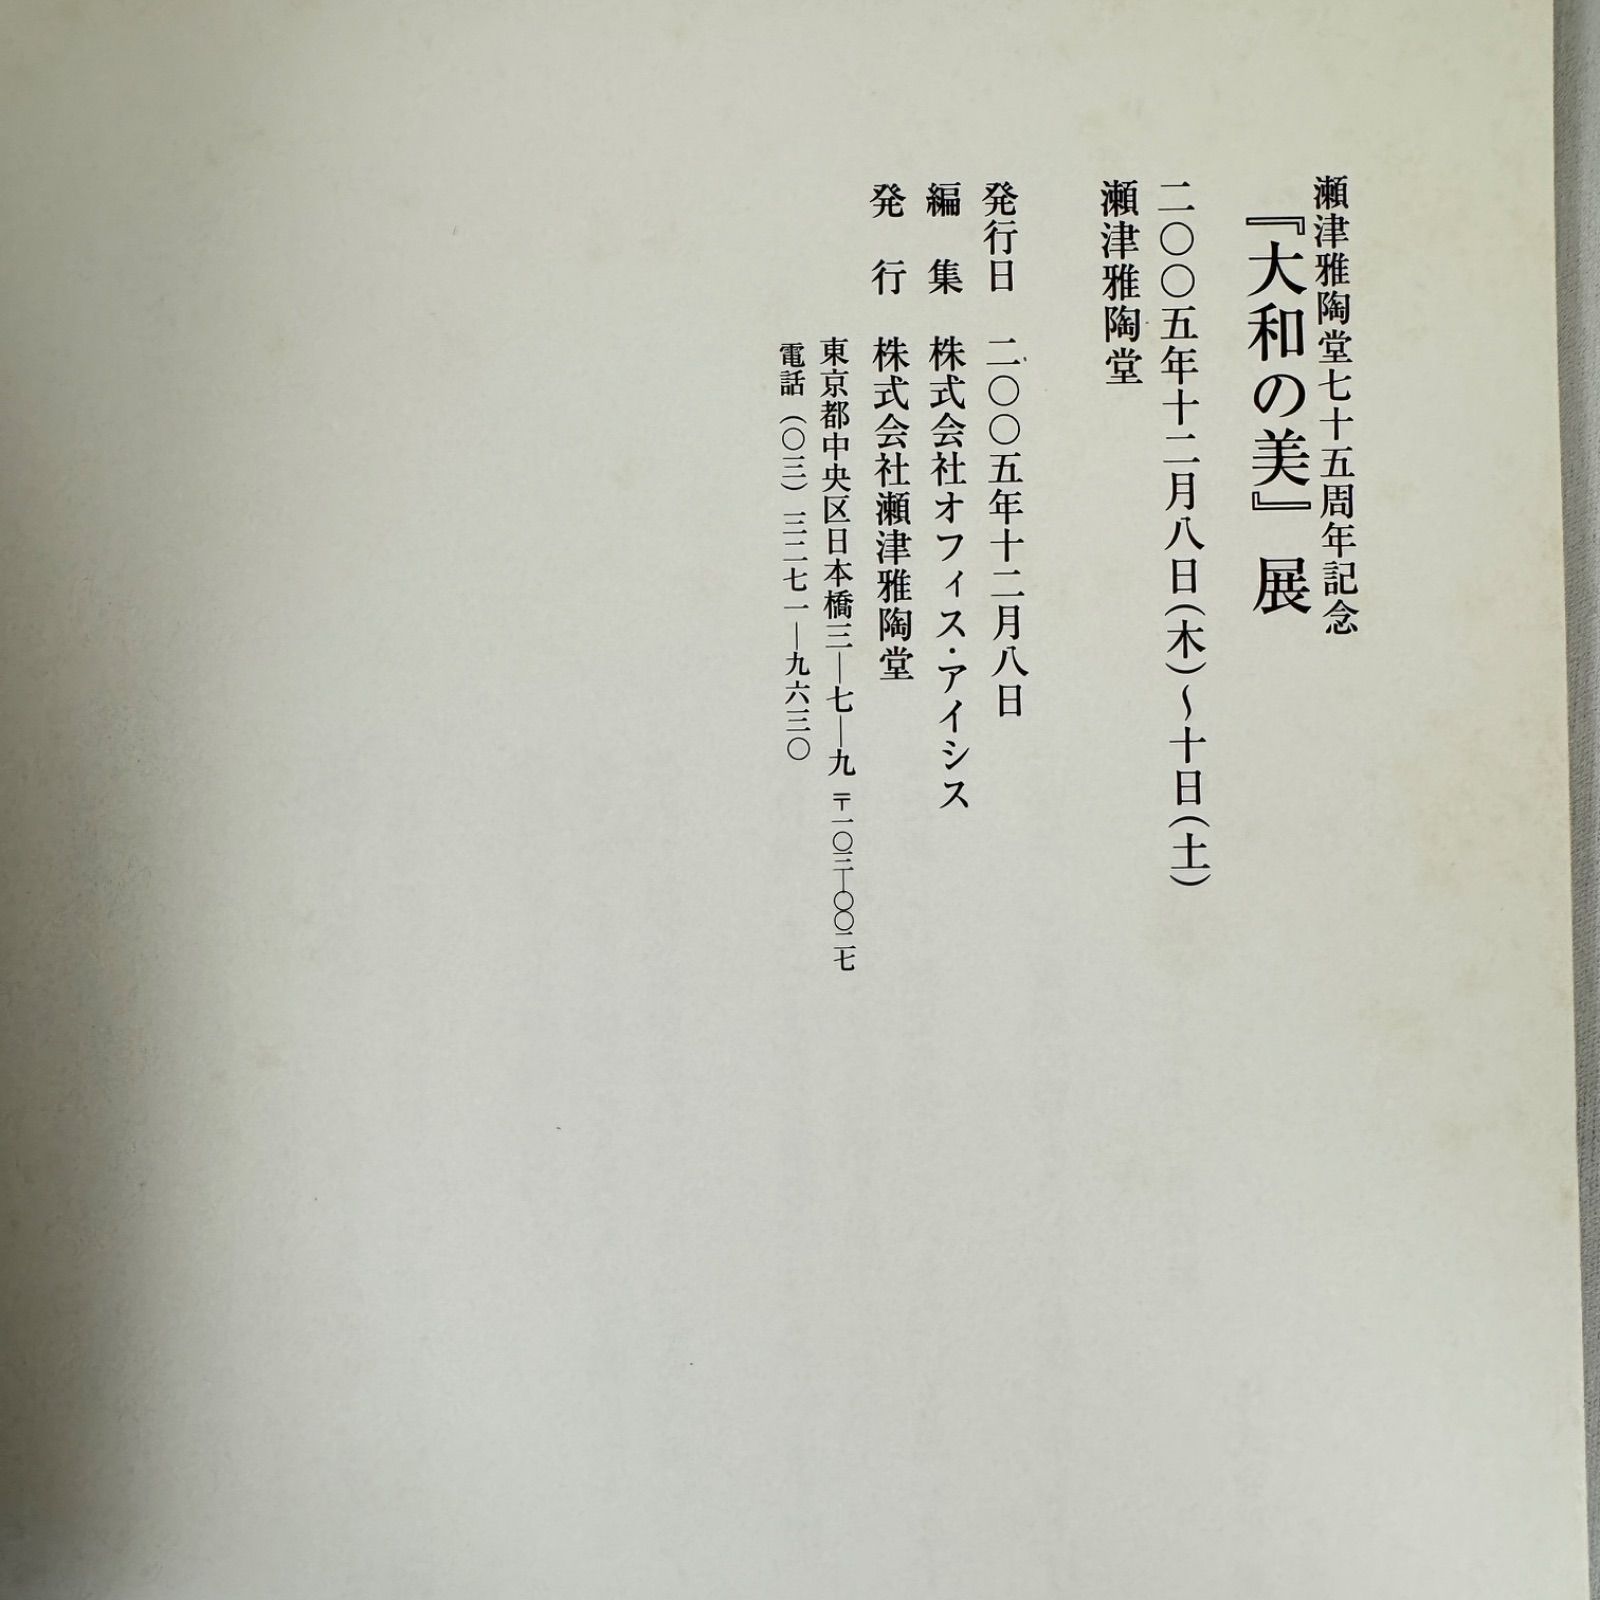 瀬津雅陶堂七十五周年記念
『大和の美』展
二〇〇五年十二月八日(木)〜十日(土)
瀬津雅陶堂
発行日 二〇〇五年十二月八日
編集 株式会社オフィス・アイシス
発行 株式会社瀬津雅陶堂
東京都中央区日本橋三―七―九 〒一〇三―〇〇二七
電話(〇三)三二七一―九六三〇